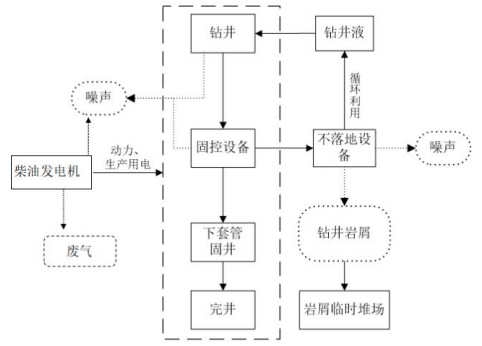 钻井
钻井液
噪声
循
环
利
用
固控设备
不落地设
备
噪声
动力、
生产用电
柴油发电机
下套管
固井
钻井岩屑
废气
完井
岩屑临时堆场